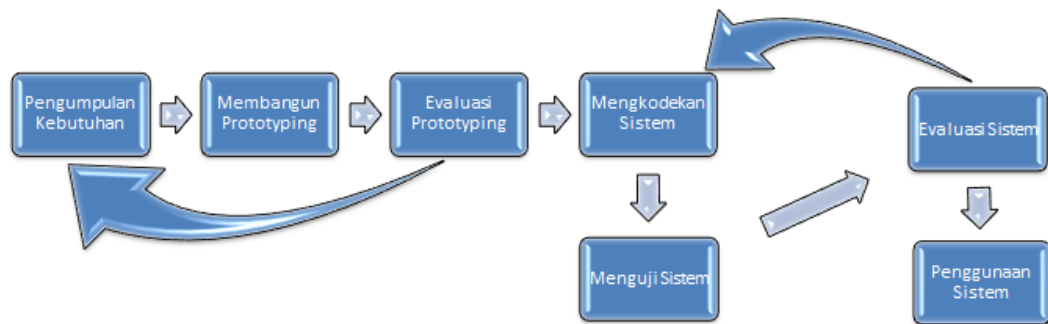 Pengumpulan
Kebutuhan
Membangun
Prototyping
Evaluasi
Prototyping
Mengkodekan
Sistem
Evaluasi Sistem
Menguji Sistem
Penggunaan
Sistem